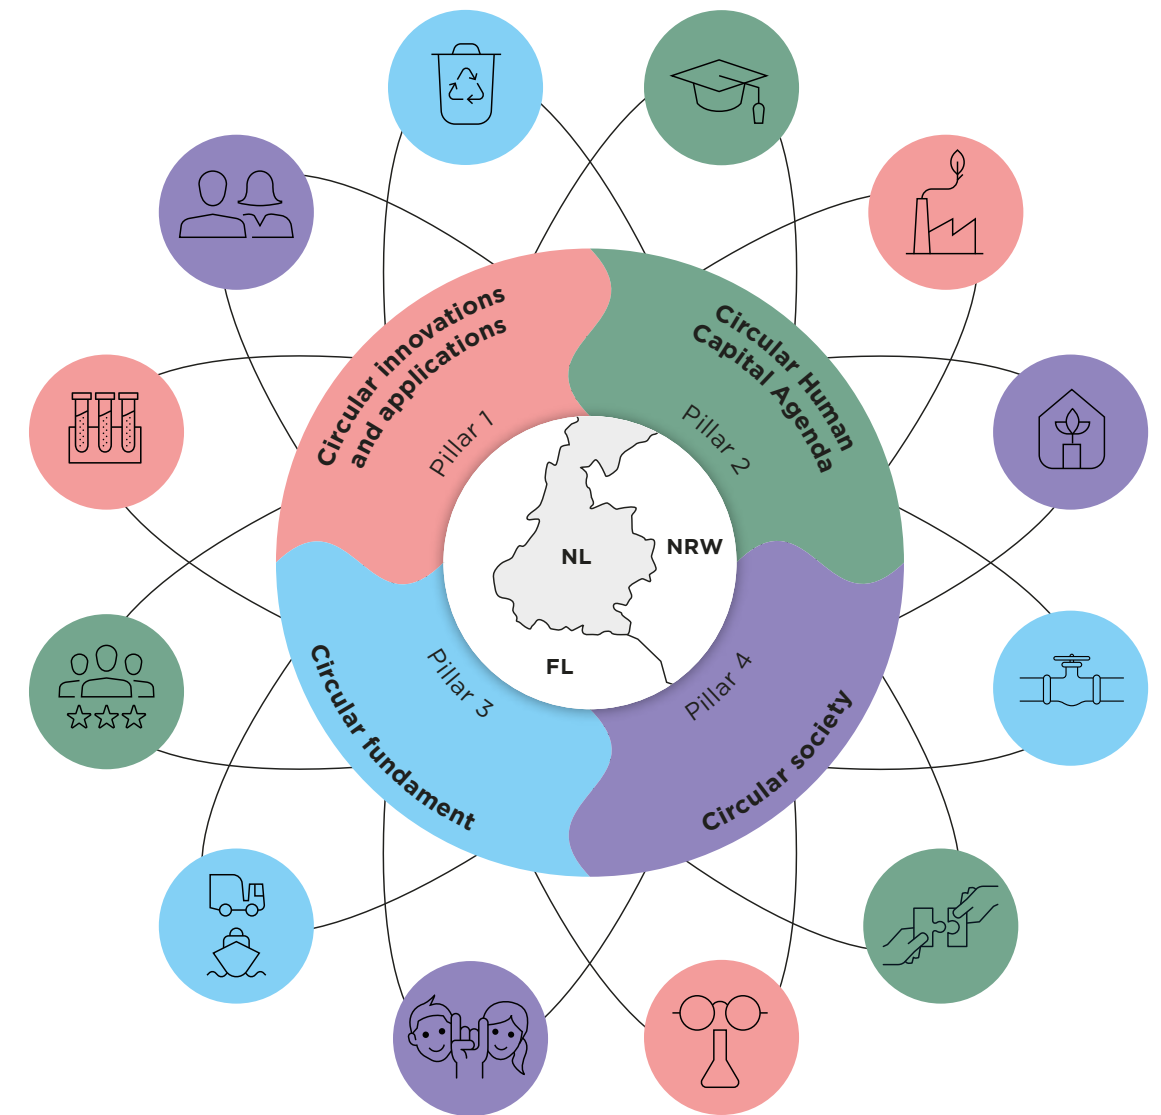 Circular innovations
and applications
Pillar 1
Circular Human
Capital Agenda
Pillar 2
NL
NRW
FL
Pillar 3
Circular fundament
Pillar 4
Circular society